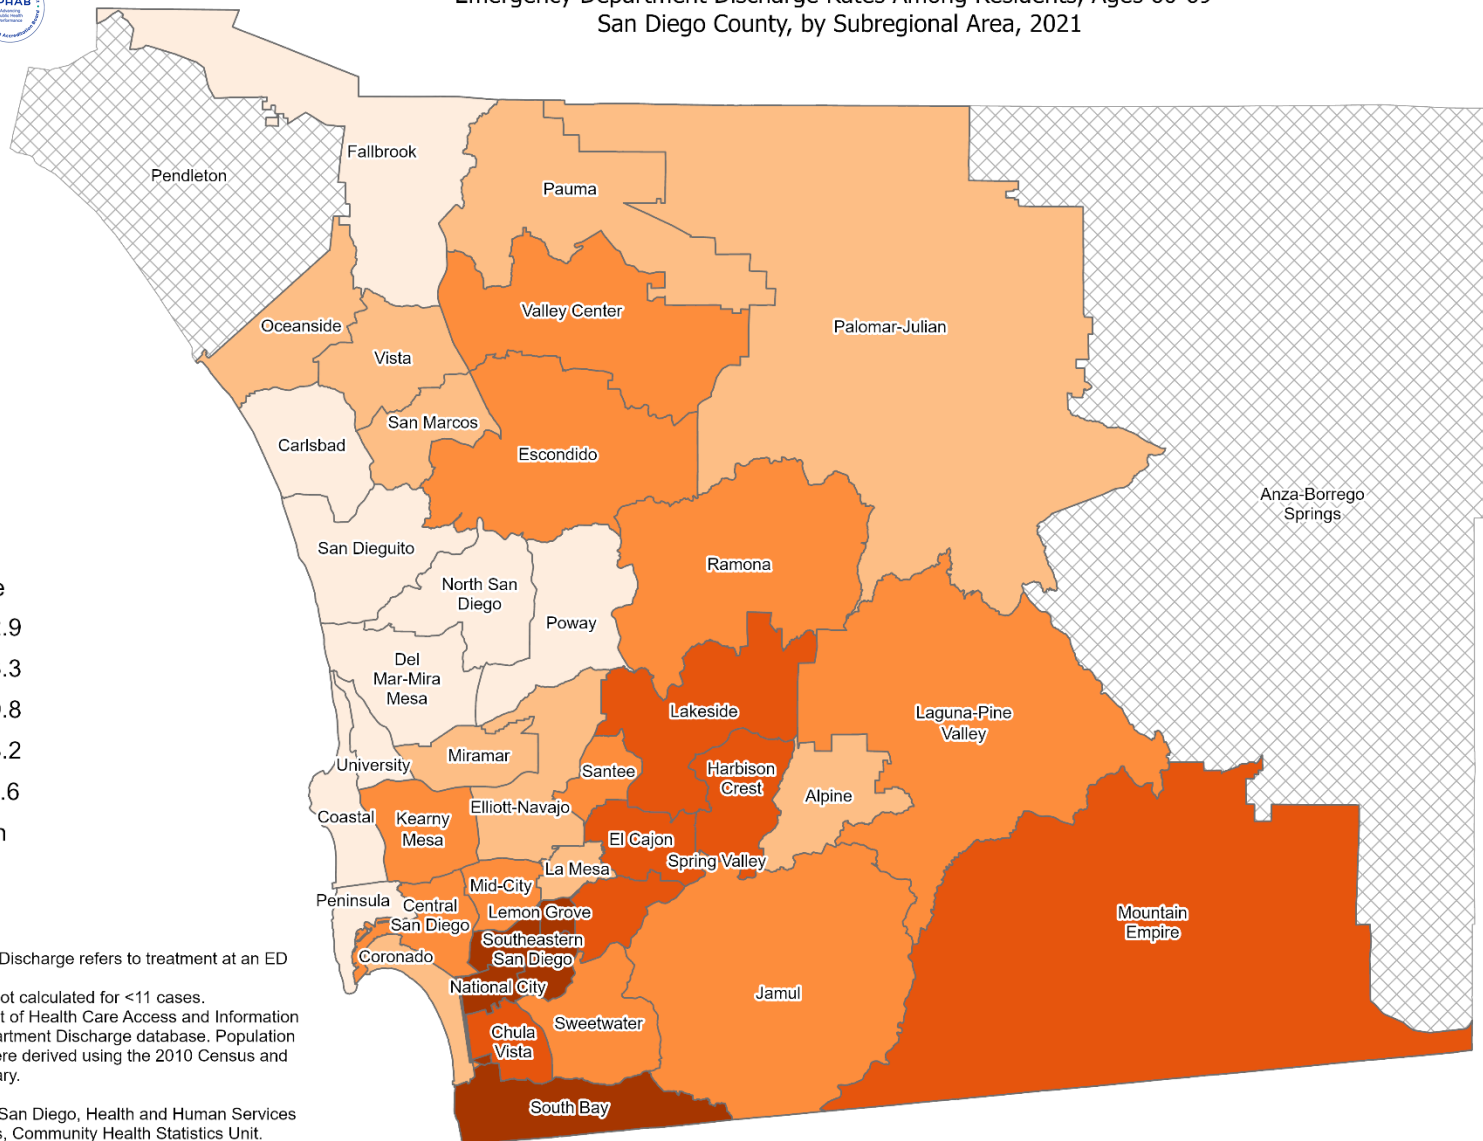 San Diego County, by Subregional Area, 2021
Fallbrook
Pendleton
Pauma
Valley Center
Oceanside
Palomar-Julian
Vista
San Marcos
Carlsbad
Escondido
Anza-Borrego
Springs
San Dieguito
Ramona
North San
Diego
Poway
Del
Mar-Mira
Mesa
Lakeside
Laguna-Pine
Valley
Miramar
University
Santee
Harbison
Crest
Alpine
Elliott-Navajo
Coastal
Kearny
Mesa
El Cajon
Spring Valley
La Mesa
Mid-City
Peninsula
Central
San Diego
Lemon Grove
Mountain
Empire
Southeastern
San Diego
Coronado
National City
Jamul
Sweetwater
Chula
Vista
South Bay
e
.9
.3
.8
.2
.6
n
Discharge refers to treatment at an ED
ot calculated for <11 cases.
t of Health Care Access and Information
artment Discharge database. Population
ere derived using the 2010 Census and
ary.
San Diego, Health and Human Services
s, Community Health Statistics Unit.